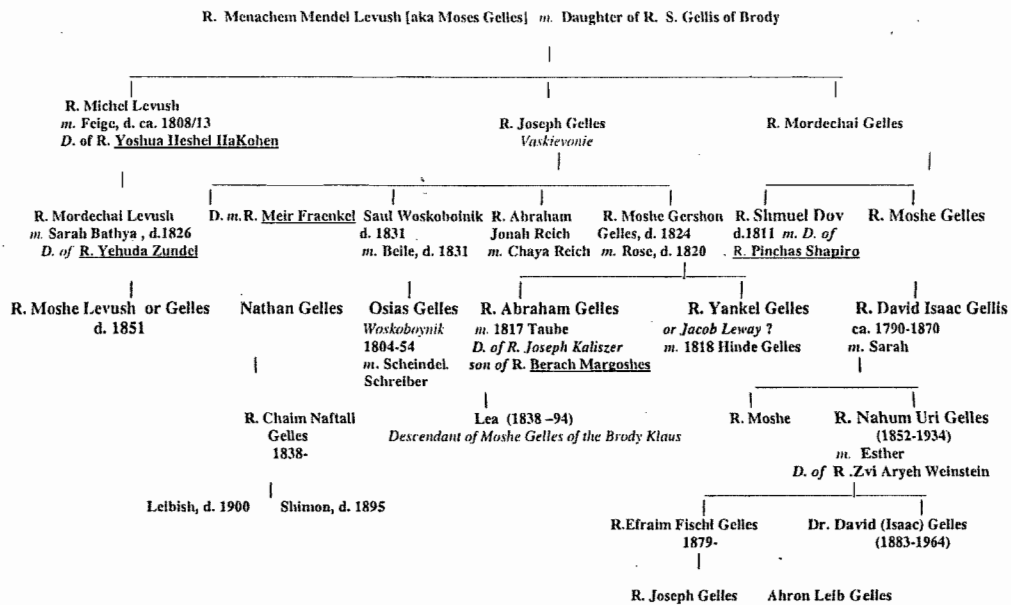 R. Menachem Mendel Levush [aka Moses Gelles] m. Daughter of R. S. Gellis of Brody
R. Michel Levush
m. Feige, d. ca. 1808/13
D. of R. Yoshua Heshel HaKohen
R. Joseph Gelles
Vaskievonie
R. Mordechai Gelles
R. Mordechai Levush
m. Sarah Bathya , d.1826
D. of R. Yehuda Zundel
D. m.R. Meir Fraenkel
Saul Woskoboinik
d. 1831
m. Beile, d. 1831
R. Abraham
Jonah Reich
m. Chaya Reich
R. Moshe Gershon
Gelles, d. 1824
m. Rose, d. 1820
R. Shmuel Dov
d.1811 m. D. of
R. Pinchas Shapiro
R. Moshe Gelles
R. Moshe Levush or Gelles
d. 1851
Nathan Gelles
Osias Gelles
Woskoboynik
1804-54
m. Scheindel
Schreiber
R. Abraham Gelles
m. 1817 Taube
D. of R. Joseph Kaliszer
son of R. Berach Margoshes
R. Yankel Gelles
or Jacob Leway ?
m. 1818 Hinde Gelles
R. David Isaac Gellis
ca. 1790-1870
m. Sarah
R. Chaim Naftali
Gelles
1838-
Lea (1838 –94)
Descendant of Moshe Gelles of the Brody Klaus
R. Moshe
R. Nahum Uri Gelles
(1852-1934)
m. Esther
D. of R .Zvi Aryeh Weinstein
Leibish, d. 1900
Shimon, d. 1895
R.Efraim Fischl Gelles
1879-
Dr. David (Isaac) Gelles
(1883-1964)
R. Joseph Gelles
Ahron Leib Gelles